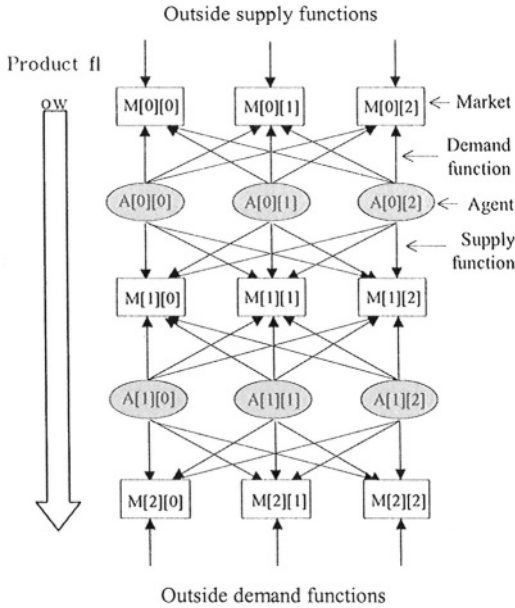 Outside supply functions
Product fl
ow
M[0][0] M[0][1] M[0][2] Market
Demand
function
A[0][0] A[0][1] A[0][2] Agent
Supply
function
M[1][0] M[1][1] M[1][2]
A[1][0] A[1][1] A[1][2]
M[2][0] M[2][1] M[2][2]
Outside demand functions